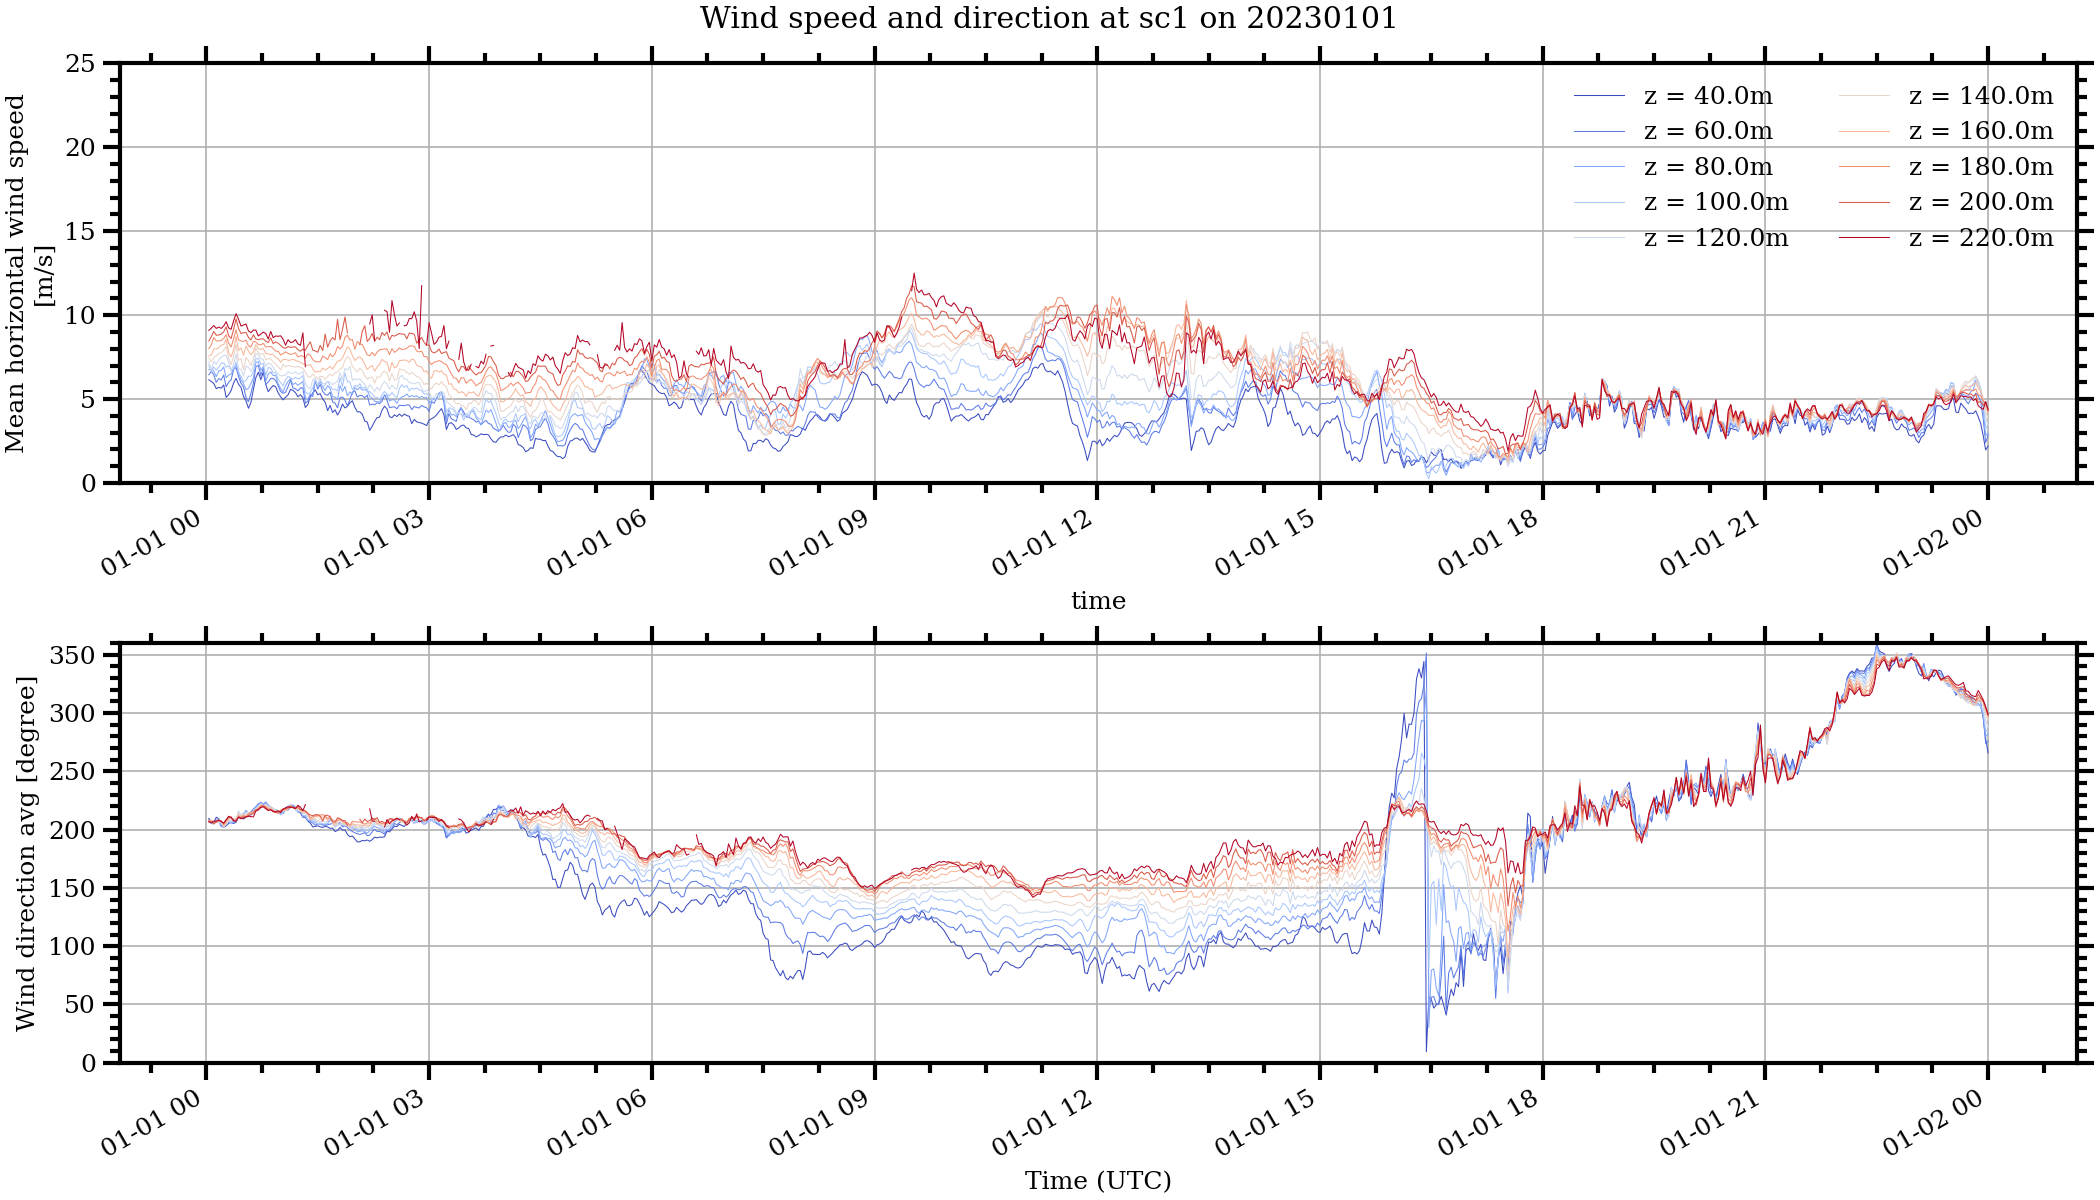 Wind speed and direction at sc1 on 20230101
Mean horizontal wind speed
[m/s]
25
20
15
10
5
0
z = 40.0m
z = 60.0m
z = 80.0m
z = 100.0m
z = 120.0m
z = 140.0m
z = 160.0m
z = 180.0m
z = 200.0m
z = 220.0m
01-01 00
01-01 03
01-01 06
01-01 09
01-01 12
01-01 15
01-01 18
01-01 21
01-02 00
time
Wind direction avg [degree]
350
300
250
200
150
100
50
0
01-01 00
01-01 03
01-01 06
01-01 09
01-01 12
01-01 15
01-01 18
01-01 21
01-02 00
Time (UTC)